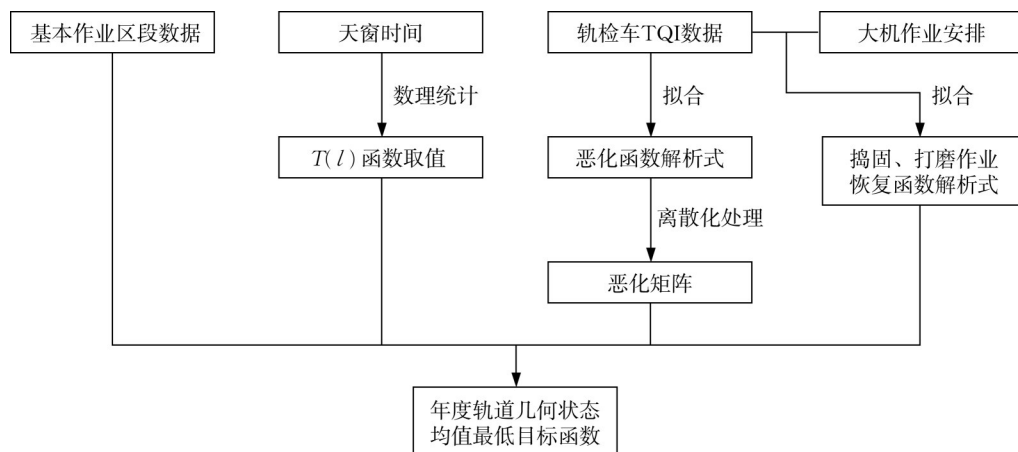 基本作业区段数据
天窗时间
轨检车TQI数据
大机作业安排
数理统计
拟合
拟合
T(l)函数取值
恶化函数解析式
捣固、打磨作业
恢复函数解析式
离散化处理
恶化矩阵
年度轨道几何状态
均值最低目标函数